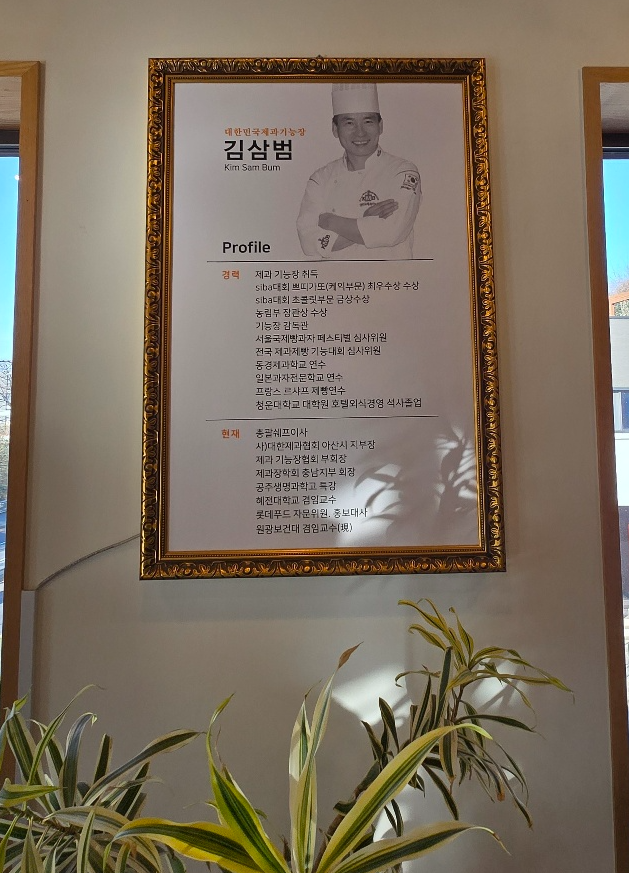 대한민국제과기능장
김삼범
Kim Sam Bum
Profile
경력 제과 기능장 취득
siba대회 쁘띠가또(케익부문) 최우수상 수상
siba대회 초콜릿부문 금상수상
농림부 장관상 수상
기능장 감독관
서울국제빵과자 페스티벌 심사위원
전국 제과제빵 기능대회 심사위원
동경제과학교 연수
일본과자전문학교 연수
프랑스 르샤프 제빵연수
청운대학교 대학원 호텔외식경영 석사졸업
현재 총괄쉐프이사
사)대한제과협회 아산시 지부장
제과 기능장협회 부회장
제과장학회 충남지부 회장
공주생명과학고 특강
혜전대학교 겸임교수
롯데푸드 자문위원, 홍보대사
원광보건대 겸임교수(現)